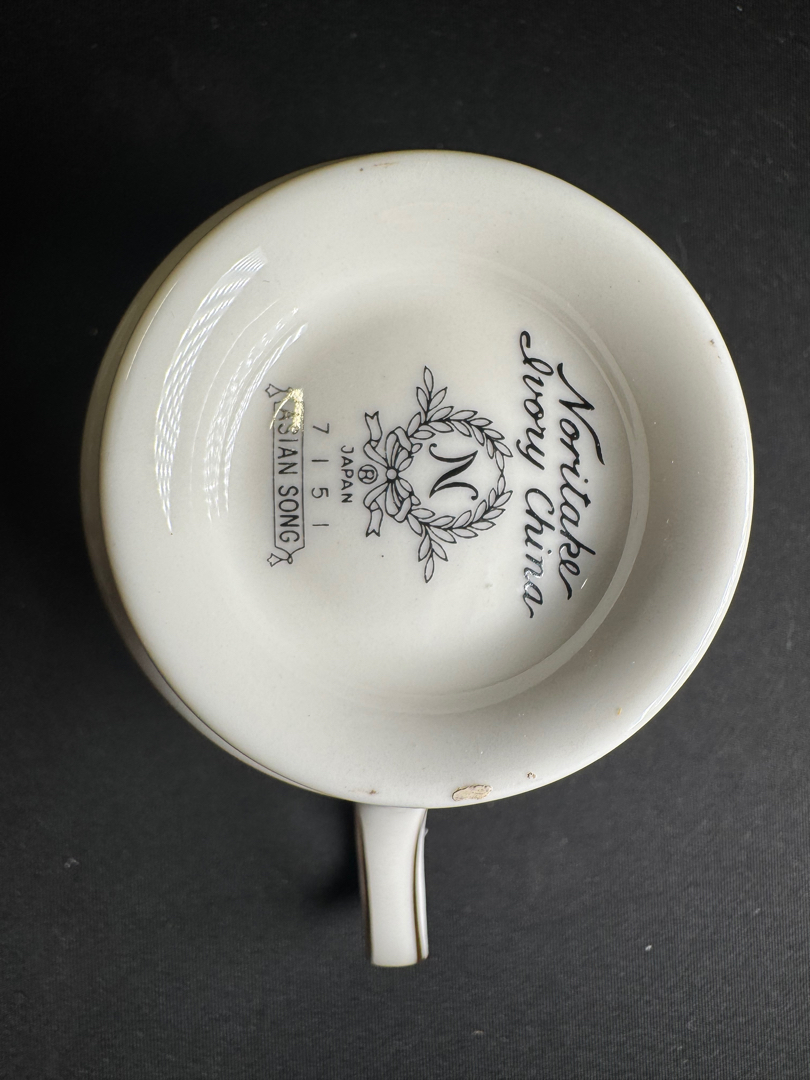 Noritake
Ivory China
N
®
JAPAN
7151
ASIAN SONG